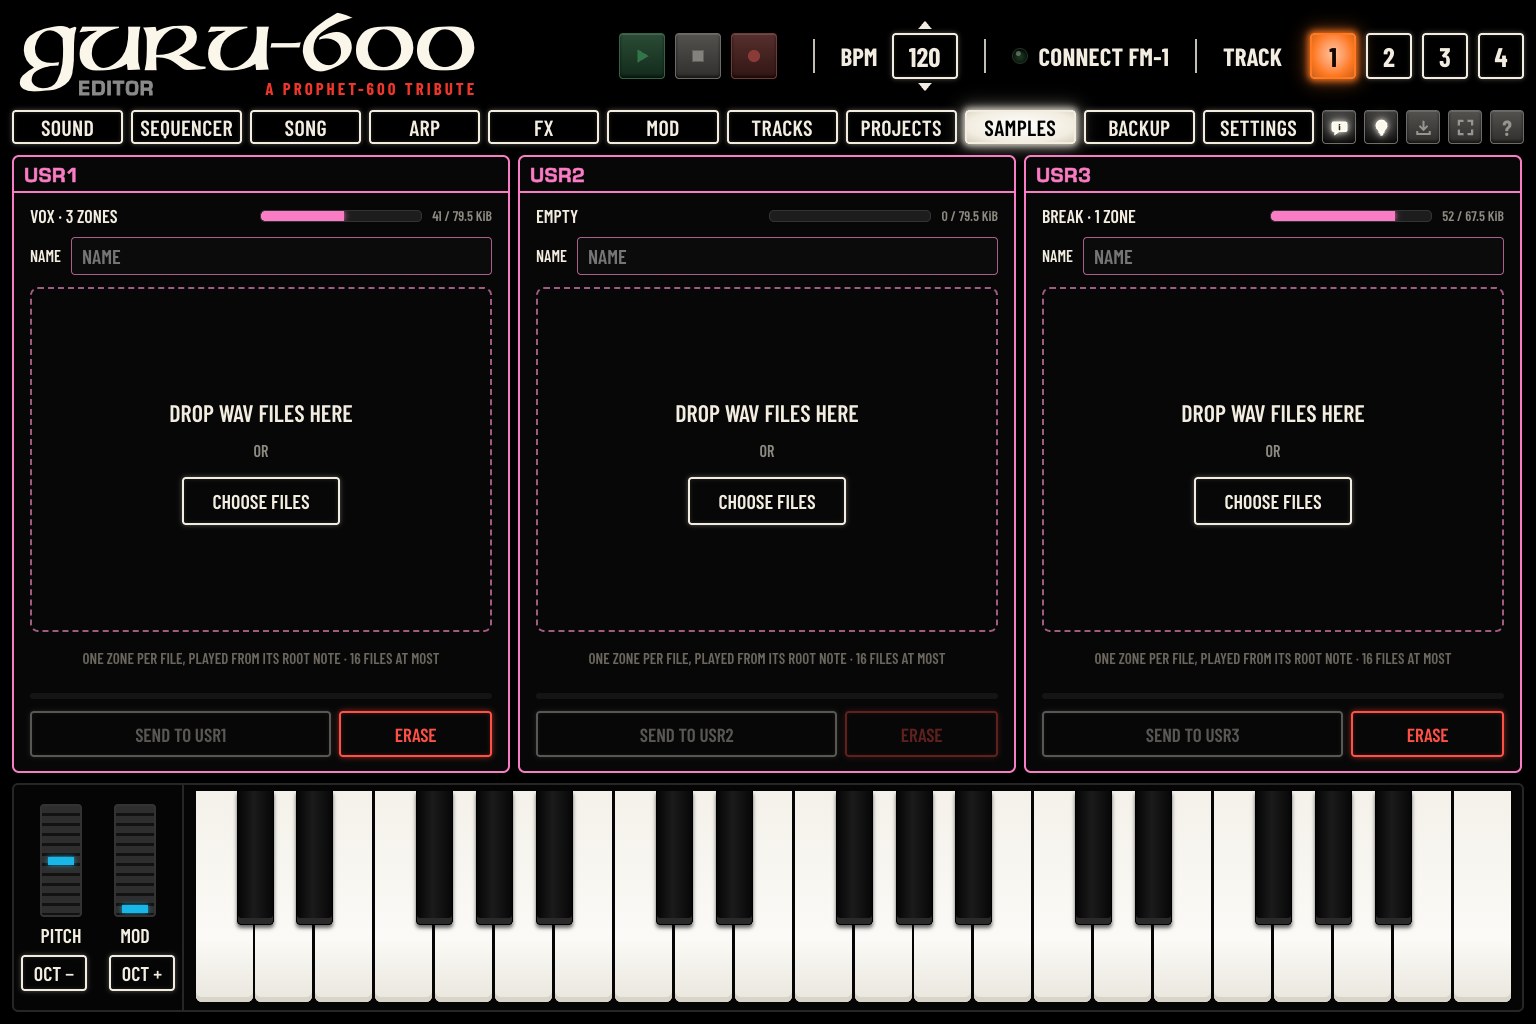 guru-600
EDITOR
A PROPHET-600 TRIBUTE
BPM 120 CONNECT FM-1 TRACK 1 2 3 4
SOUND SEQUENCER SONG ARP FX MOD TRACKS PROJECTS SAMPLES BACKUP SETTINGS ?
USR1
VOX · 3 ZONES 41 / 79.5 KiB
NAME NAME
DROP WAV FILES HERE
OR
CHOOSE FILES
ONE ZONE PER FILE, PLAYED FROM ITS ROOT NOTE · 16 FILES AT MOST
SEND TO USR1 ERASE
USR2
EMPTY 0 / 79.5 KiB
NAME NAME
DROP WAV FILES HERE
OR
CHOOSE FILES
ONE ZONE PER FILE, PLAYED FROM ITS ROOT NOTE · 16 FILES AT MOST
SEND TO USR2 ERASE
USR3
BREAK · 1 ZONE 52 / 67.5 KiB
NAME NAME
DROP WAV FILES HERE
OR
CHOOSE FILES
ONE ZONE PER FILE, PLAYED FROM ITS ROOT NOTE · 16 FILES AT MOST
SEND TO USR3 ERASE
PITCH MOD
OCT − OCT +